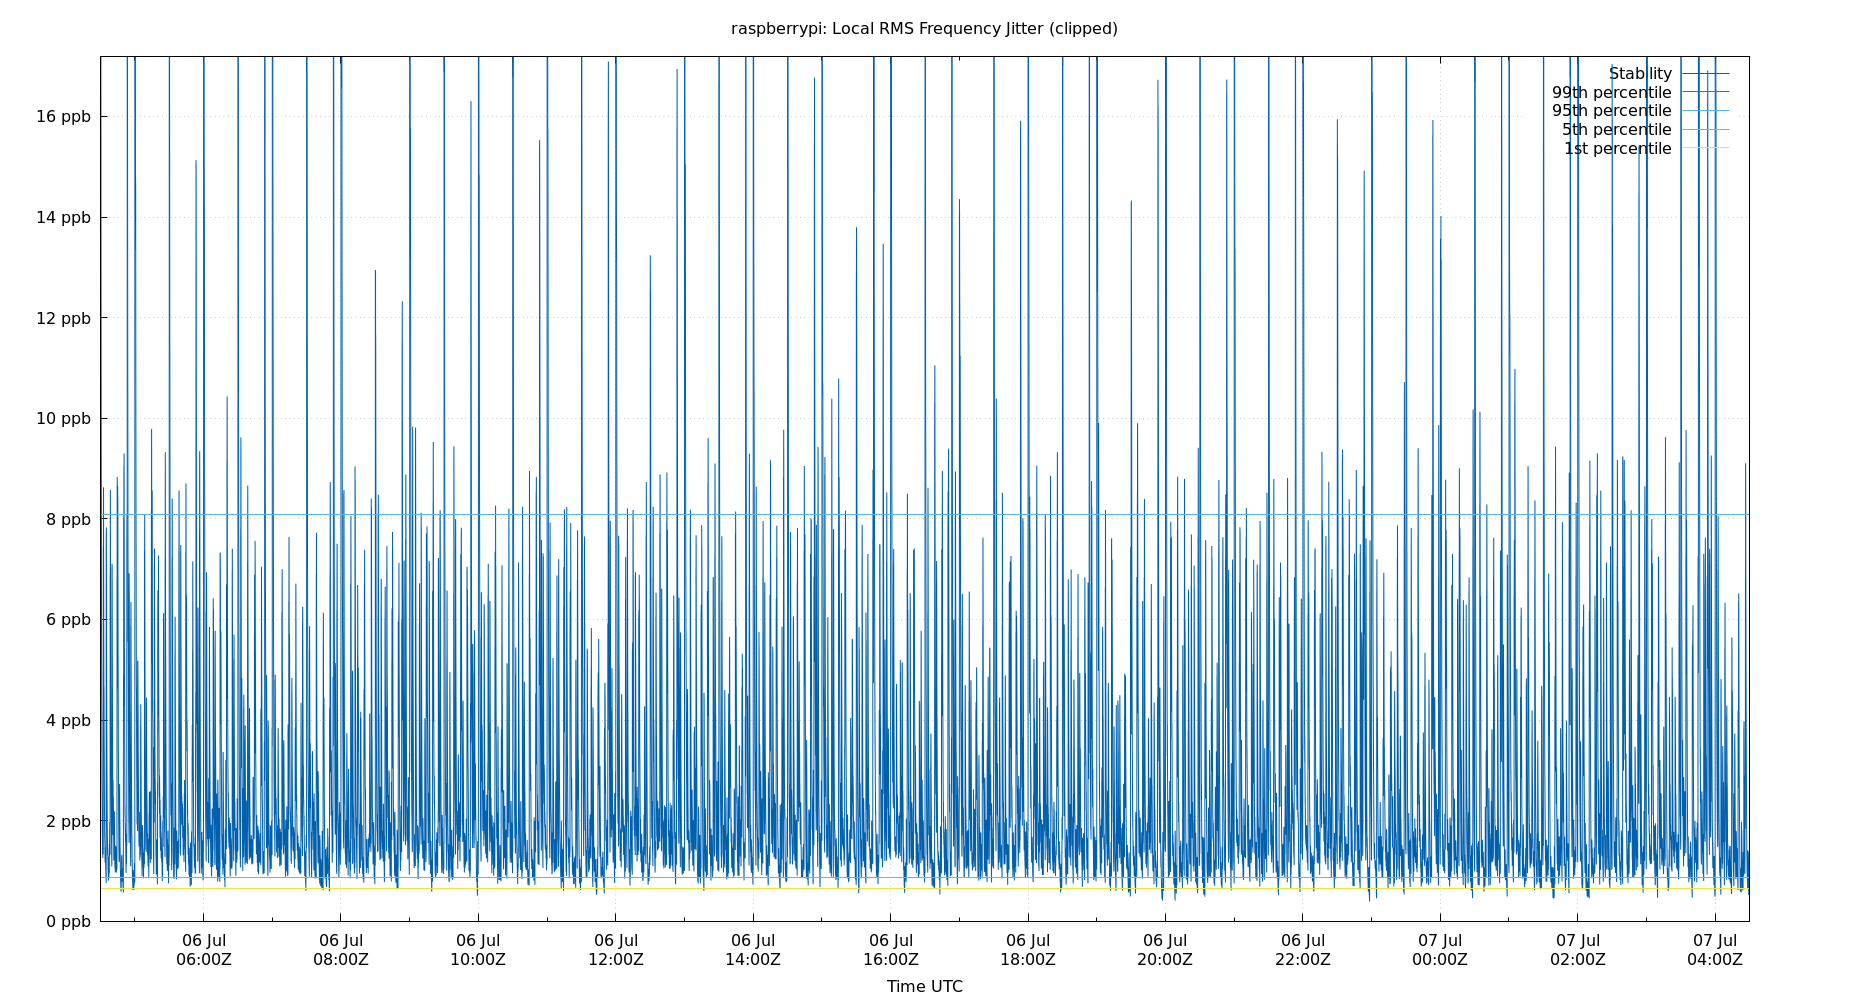 raspberrypi: Local RMS Frequency Jitter (clipped)
Stability
99th percentile
95th percentile
5th percentile
1st percentile
16 ppb
14 ppb
12 ppb
10 ppb
8 ppb
6 ppb
4 ppb
2 ppb
0 ppb
06 Jul 06 Jul 06 Jul 06 Jul 06 Jul 06 Jul 06 Jul 06 Jul 06 Jul 07 Jul 07 Jul 07 Jul
06:00Z 08:00Z 10:00Z 12:00Z 14:00Z 16:00Z 18:00Z 20:00Z 22:00Z 00:00Z 02:00Z 04:00Z
Time UTC